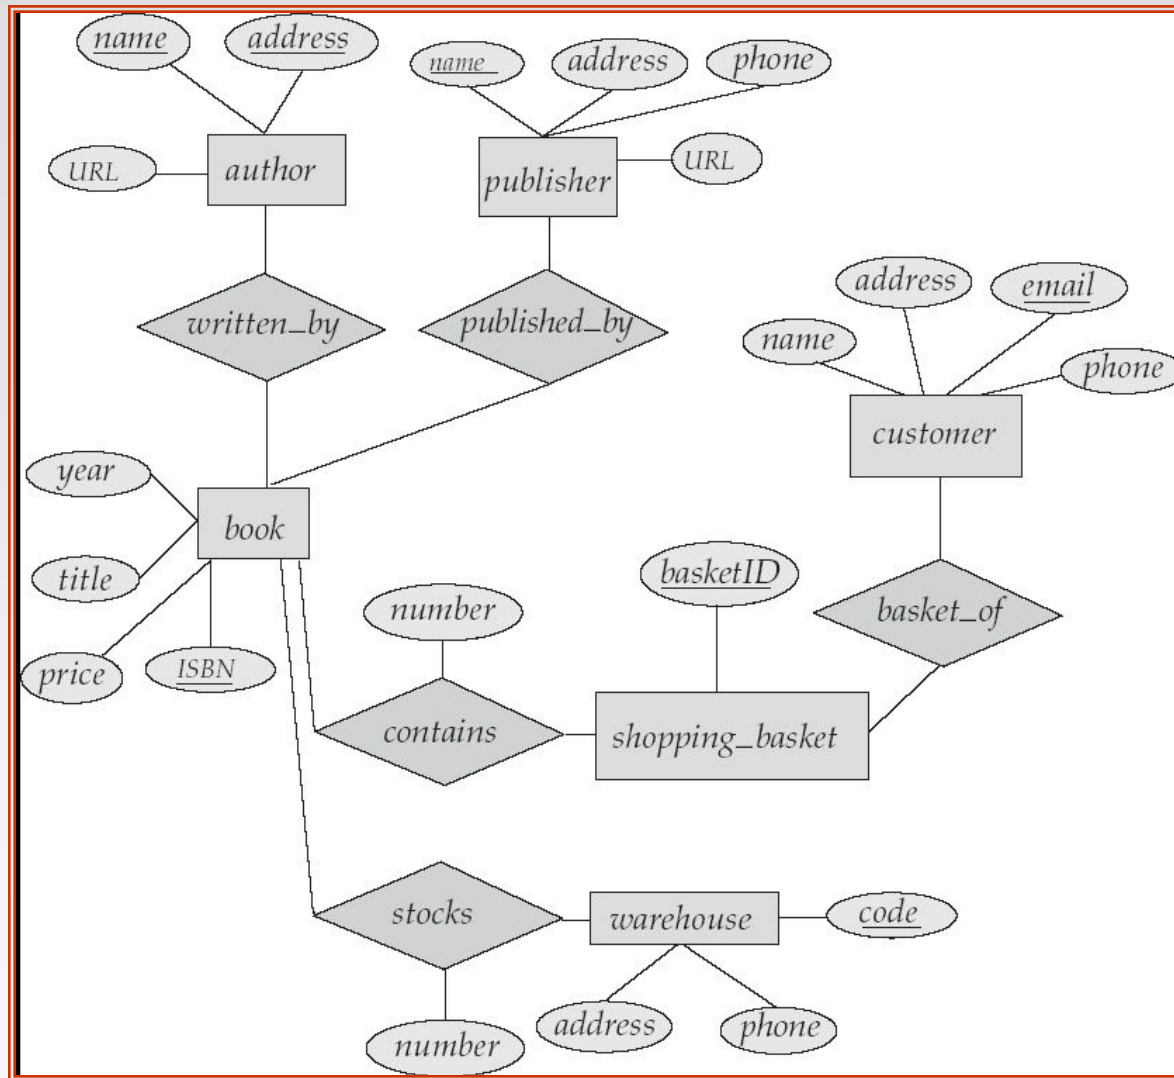 name
address
name
address
phone
URL
author
publisher
URL
written_by
published_by
address
email
name
phone
customer
year
book
title
price
ISBN
number
basketID
basket_of
contains
shopping_basket
stocks
warehouse
code
number
address
phone